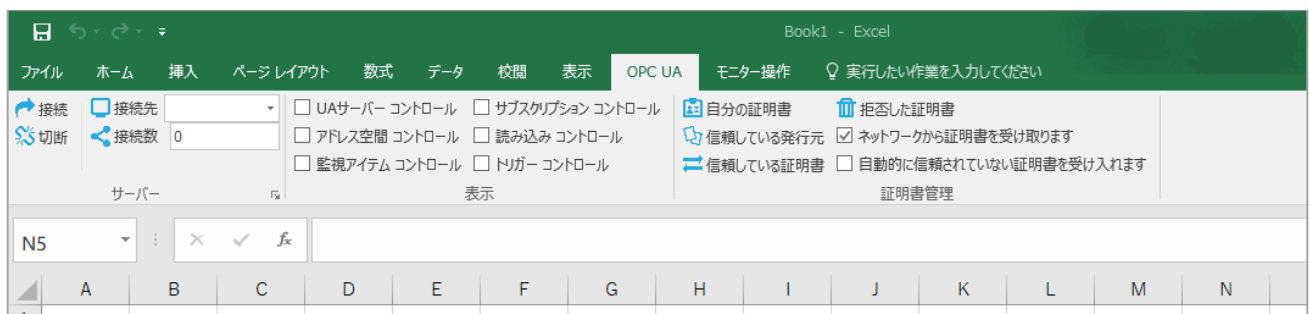 Book1 - Excel
ファイル ホーム 挿入 ページ レイアウト 数式 データ 校閲 表示 OPC UA モニター操作 実行したい作業を入力してください
接続 接続先 UAサーバー コントロール サブスクリプション コントロール 自分の証明書 拒否した証明書
切断 接続数 0 アドレス空間 コントロール 読み込み コントロール 信頼している発行元 ネットワークから証明書を受け取ります
監視アイテム コントロール トリガー コントロール 信頼している証明書 自動的に信頼されていない証明書を受け入れます
サーバー 表示 証明書管理
N5 fx
A B C D E F G H I J K L M N